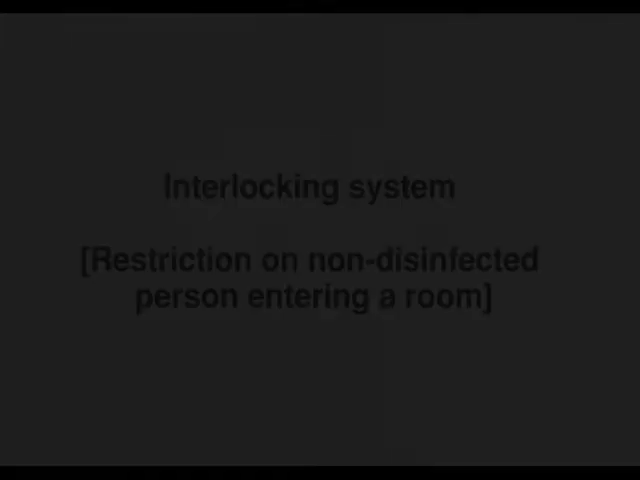 Interlocking system
[Restriction on non-disinfected
person entering a room]